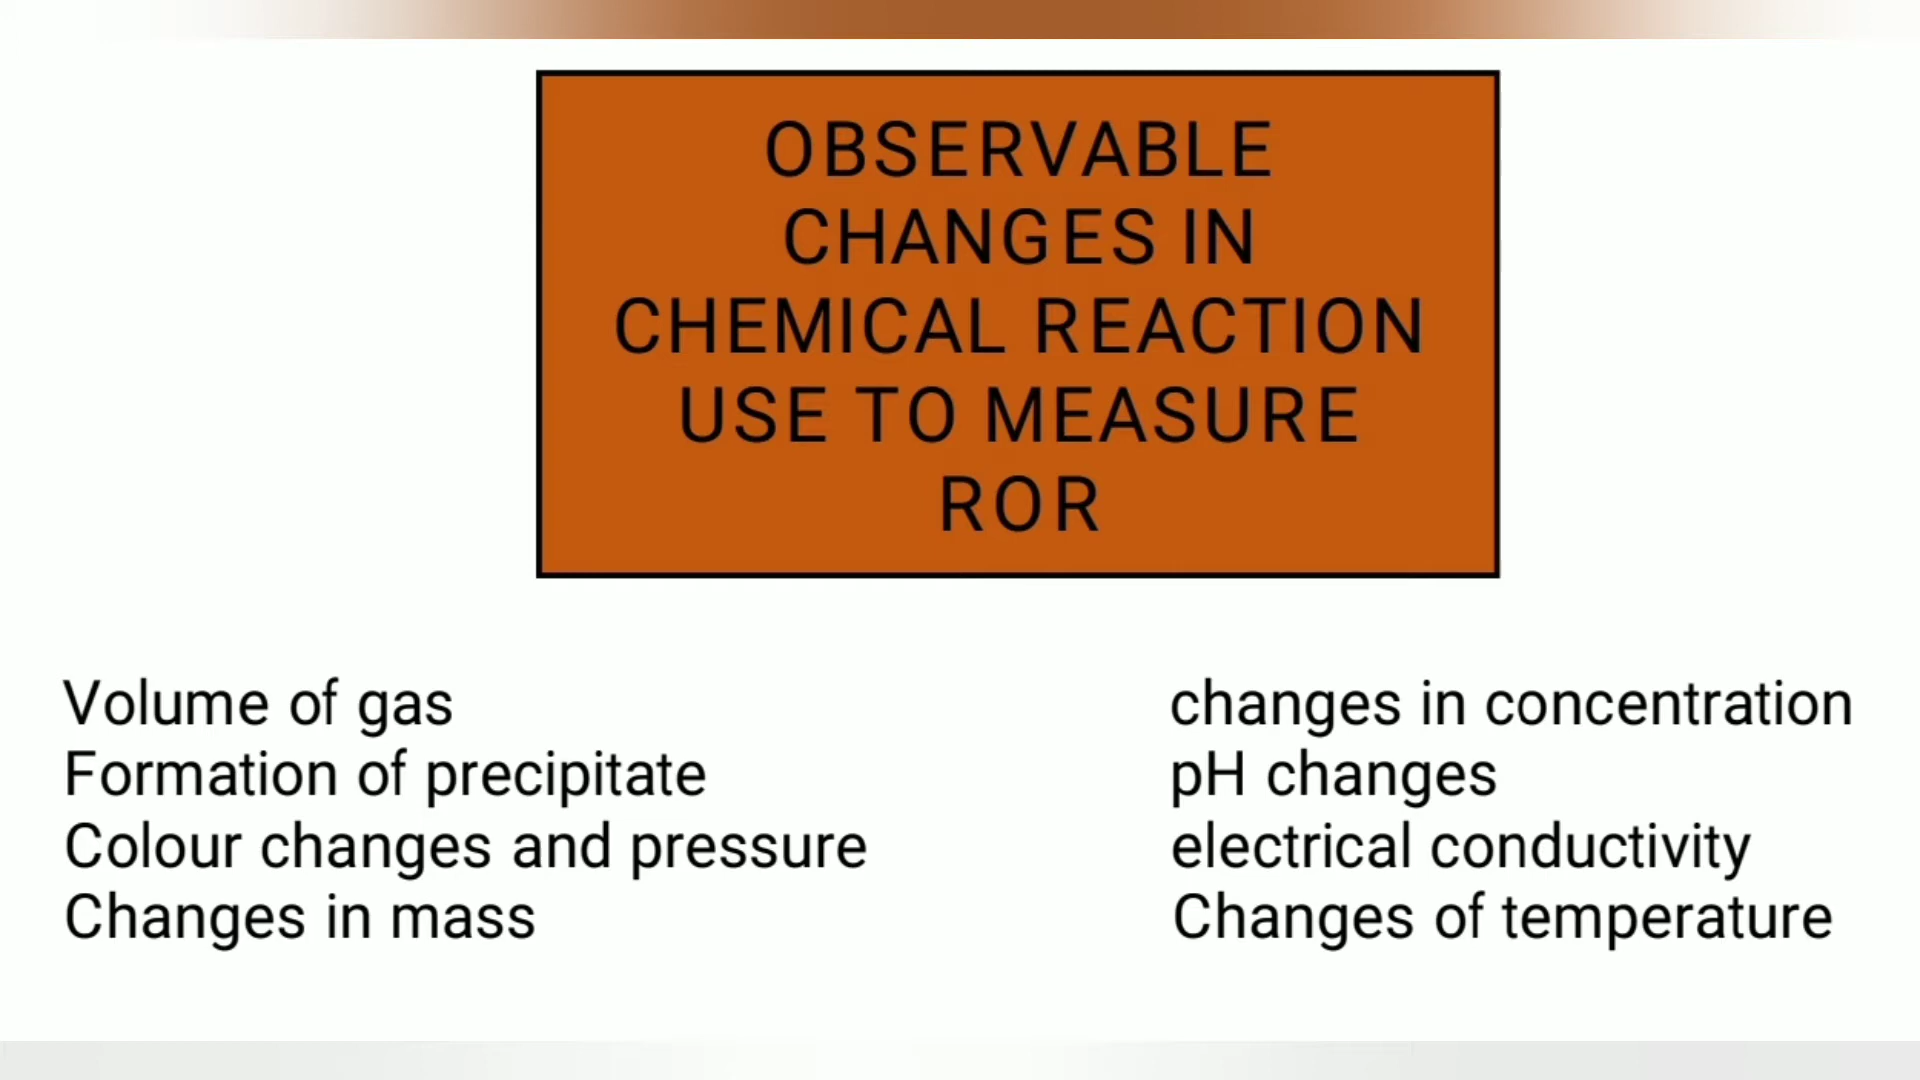 OBSERVABLE
CHANGES IN
CHEMICAL REACTION
USE TO MEASURE
ROR
Volume of gas
Formation of precipitate
Colour changes and pressure
Changes in mass
changes in concentration
pH changes
electrical conductivity
Changes of temperature